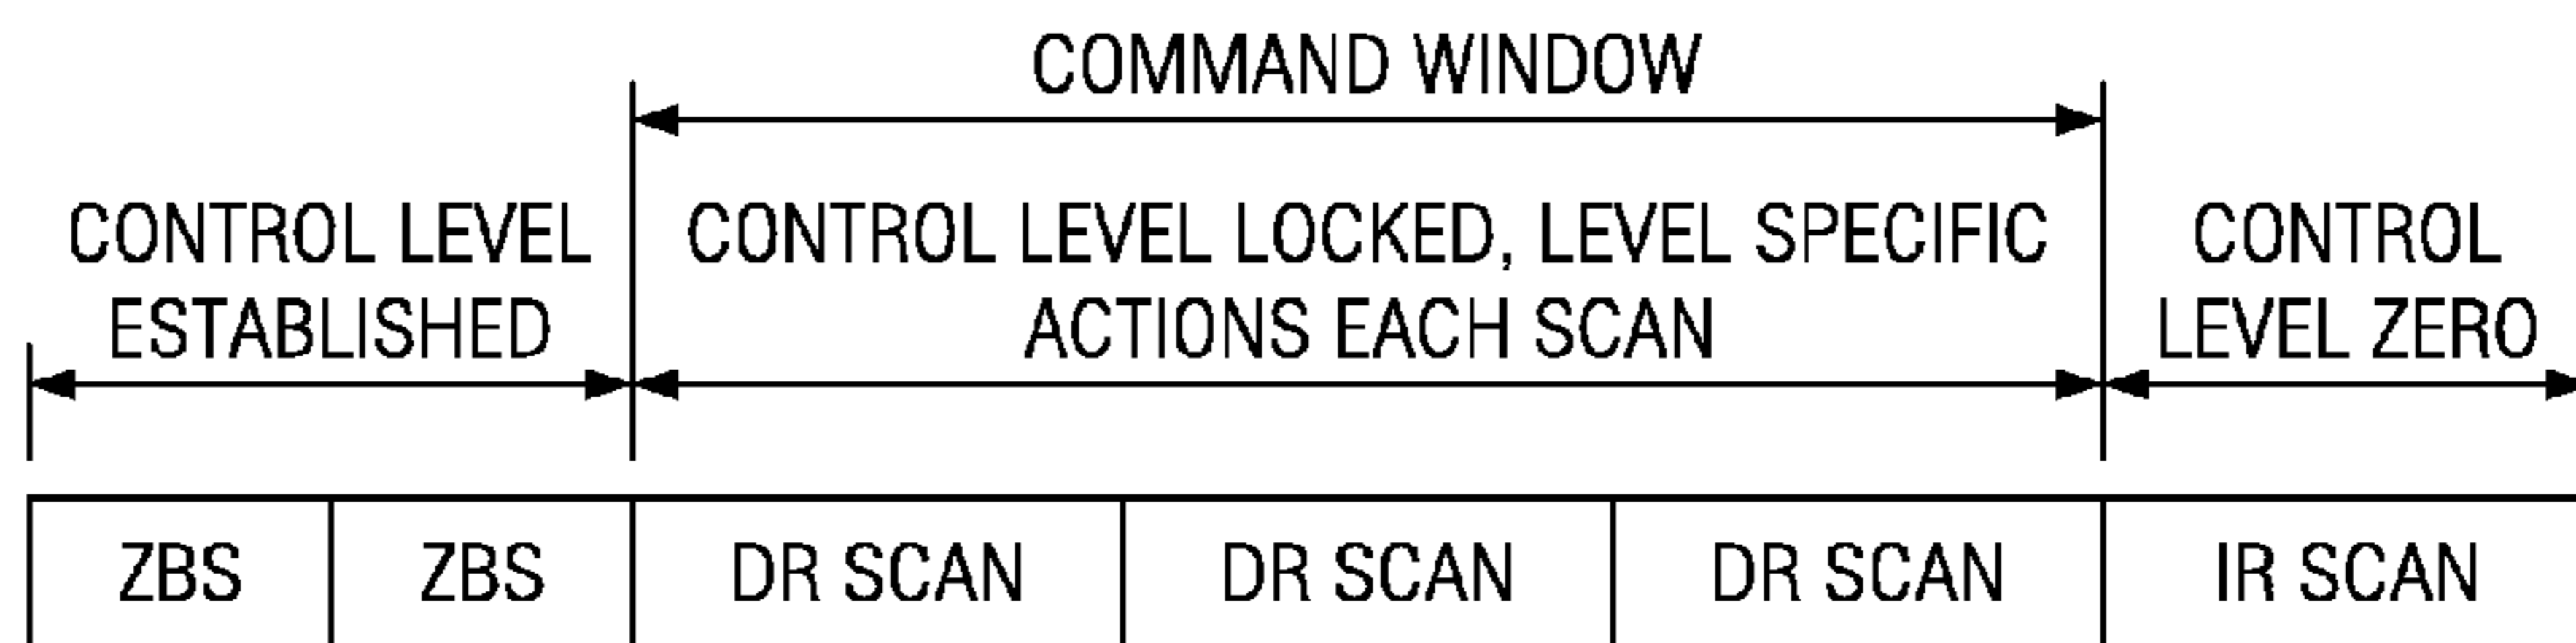 COMMAND WINDOW
CONTROL LEVEL
ESTABLISHED
CONTROL LEVEL LOCKED, LEVEL SPECIFIC
ACTIONS EACH SCAN
CONTROL
LEVEL ZERO
ZBS
ZBS
DR SCAN
DR SCAN
DR SCAN
IR SCAN